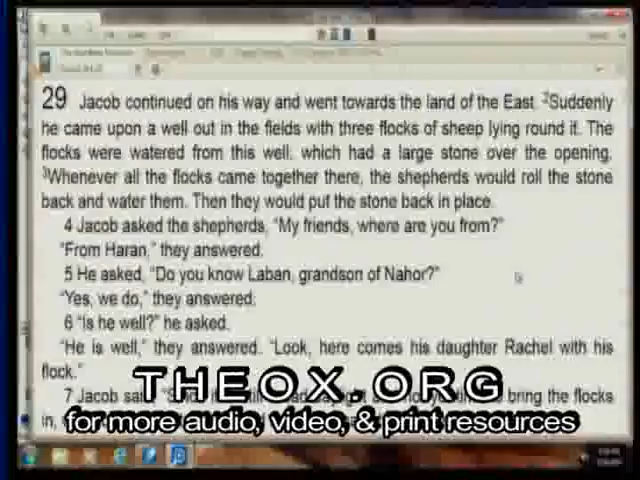 29 Jacob continued on his way and went towards the land of the East. 2Suddenly
he came upon a well out in the fields with three flocks of sheep lying round it. The
flocks were watered from this well, which had a large stone over the opening.
3Whenever all the flocks came together there, the shepherds would roll the stone
back and water them. Then they would put the stone back in place.
4 Jacob asked the shepherds, “My friends, where are you from?”
“From Haran,” they answered.
5 He asked, “Do you know Laban, grandson of Nahor?”
“Yes, we do,” they answered.
6 “Is he well?” he asked.
“He is well,” they answered. “Look, here comes his daughter Rachel with his
flock.”
7 Jacob bring the flocks
in,
THEOX.ORG
for more audio, video, & print resources